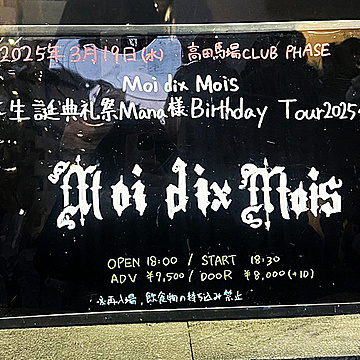 2025年3月19日(水) 高田馬場CLUB PHASE
Moi dix Mois
生誕典礼祭Mana様Birthday Tour2025
Moi dix Mois
OPEN 18:00 / START 18:30
ADV ¥7,500 / DOOR ¥8,000(+1D)
再入場、飲食物の持ち込み禁止